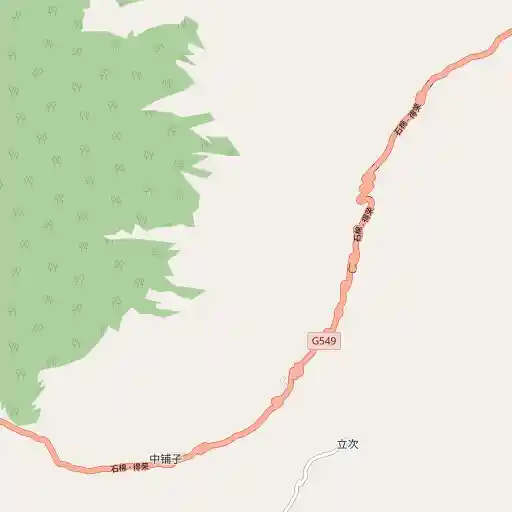 石棉 - 得荣
石棉 - 得荣
G549
立次
中铺子
石棉 - 得荣